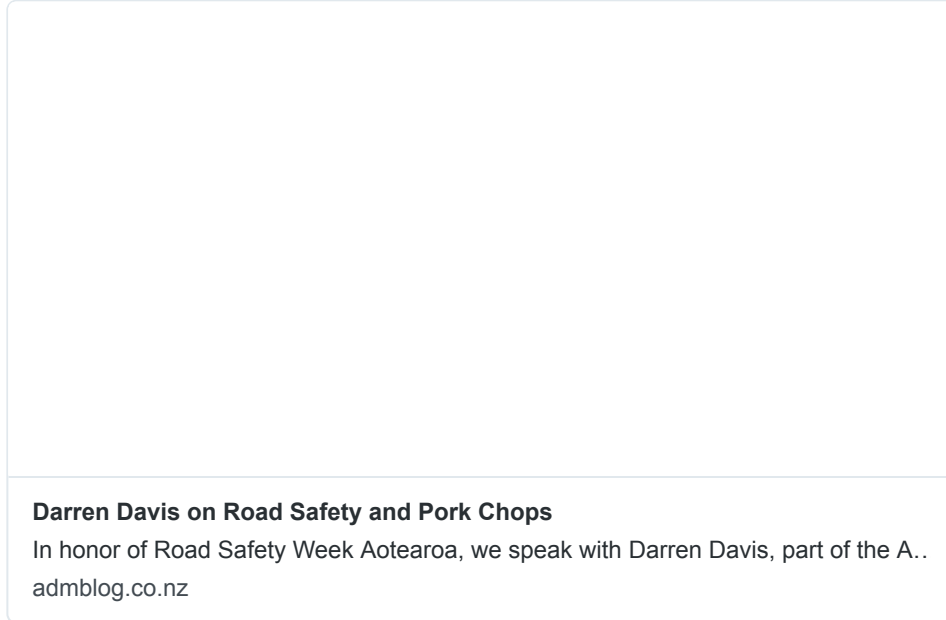 Darren Davis on Road Safety and Pork Chops
In honor of Road Safety Week Aotearoa, we speak with Darren Davis, part of the A..
admblog.co.nz